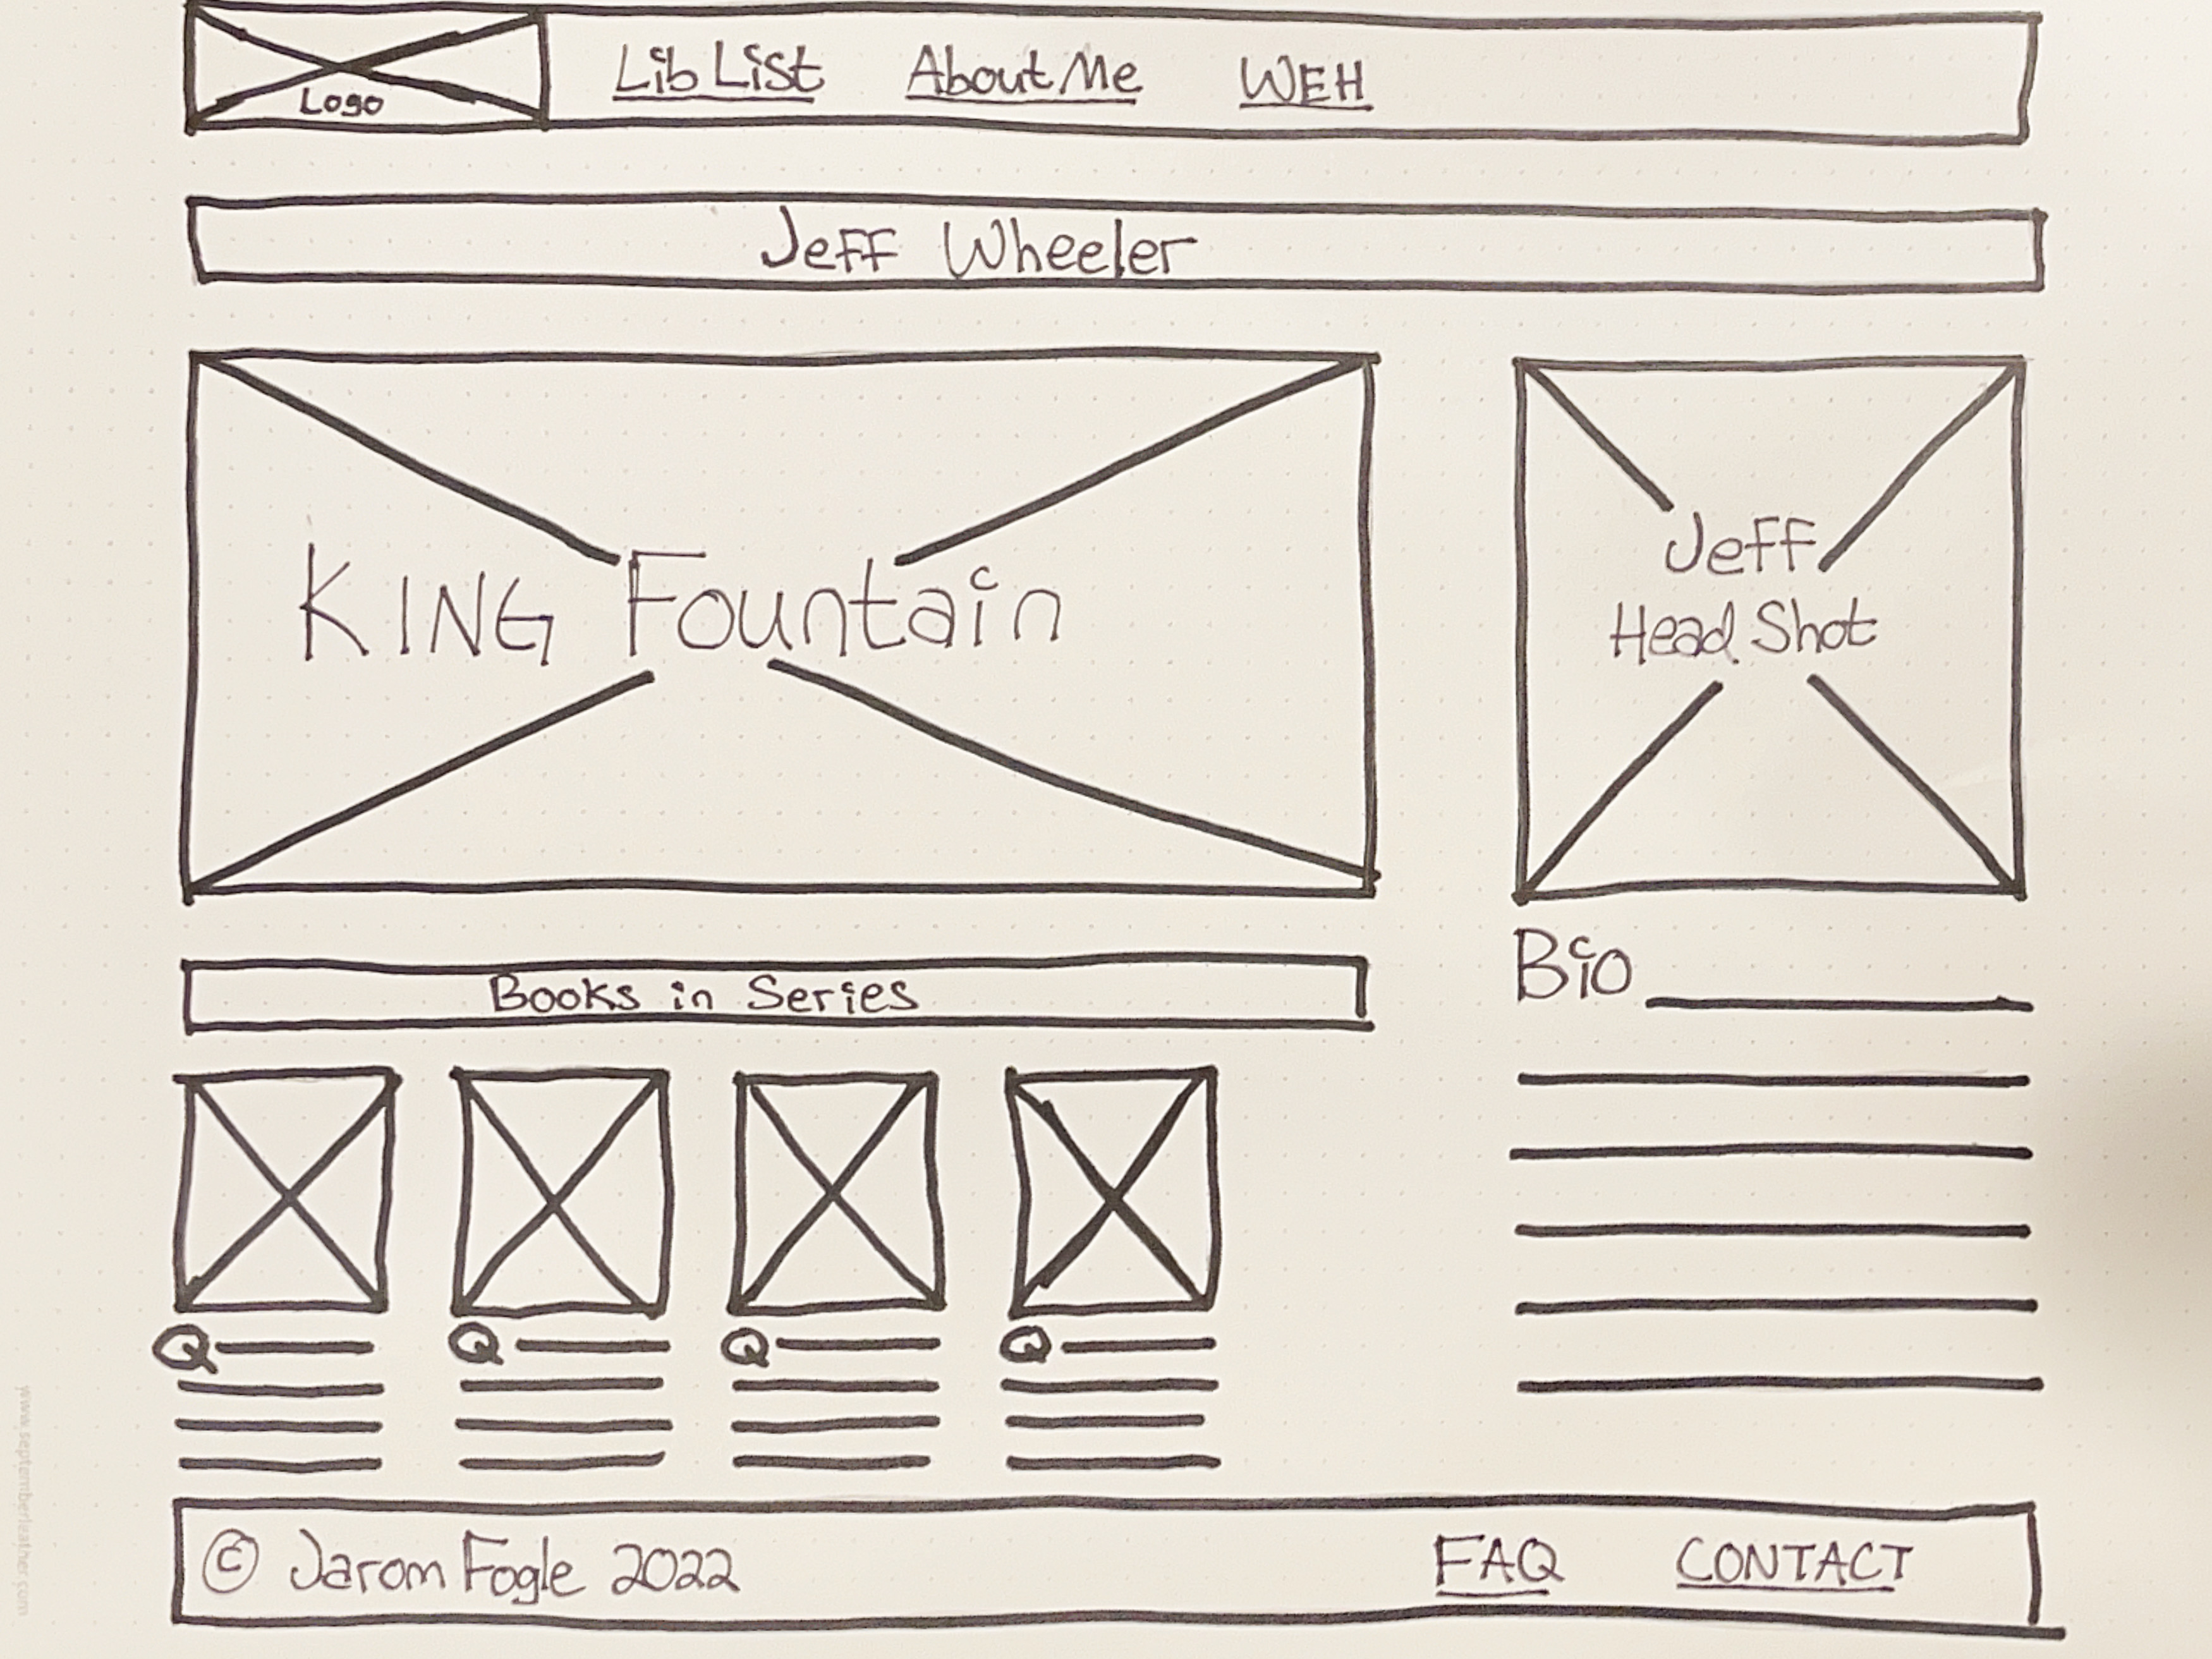 Logo
Lib List About Me WEH
Jeff Wheeler
KING Fountain
Jeff
Head Shot
Books in Series
Bio
Q Q Q Q
© Jarom Fogle 2022 FAQ CONTACT
www.septemberleather.com